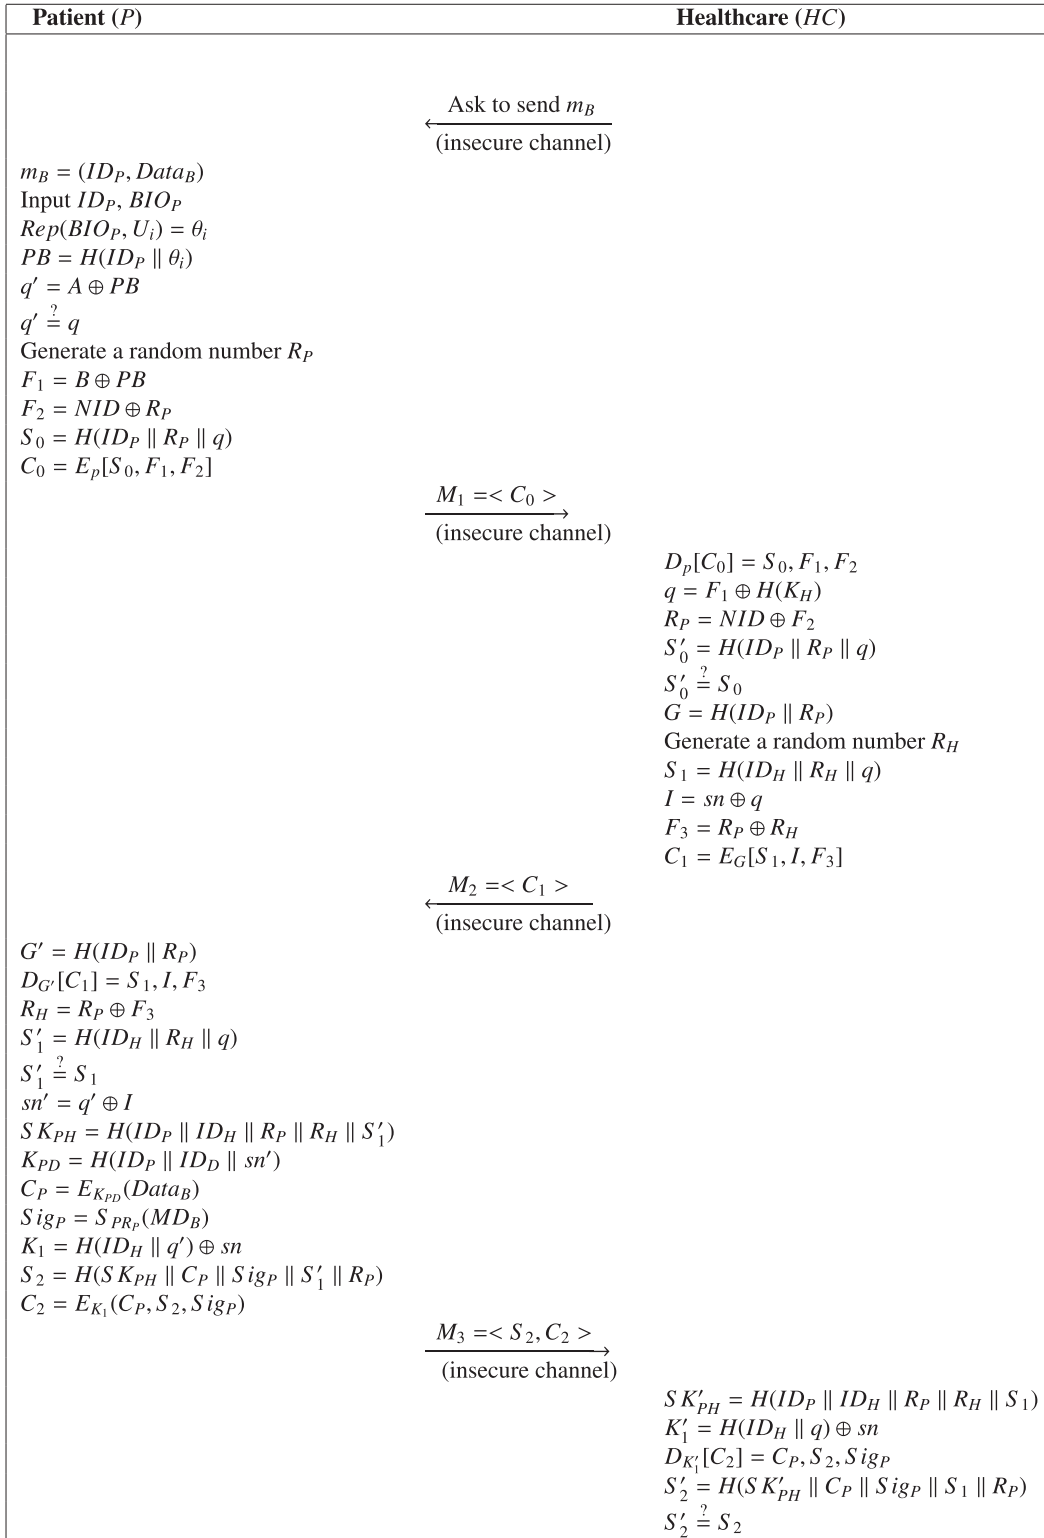 Patient (P) Healthcare (HC)
Ask to send m_B
(insecure channel)
m_B = (ID_P, Data_B)
Input ID_P, BIO_P
Rep(BIO_P, U_i) = θ_i
PB = H(ID_P ∥ θ_i)
q′ = A ⊕ PB
q′ ≟ q
Generate a random number R_P
F_1 = B ⊕ PB
F_2 = NID ⊕ R_P
S_0 = H(ID_P ∥ R_P ∥ q)
C_0 = E_p[S_0, F_1, F_2]
M_1 =< C_0 >
(insecure channel)
D_p[C_0] = S_0, F_1, F_2
q = F_1 ⊕ H(K_H)
R_P = NID ⊕ F_2
S′_0 = H(ID_P ∥ R_P ∥ q)
S′_0 ≟ S_0
G = H(ID_P ∥ R_P)
Generate a random number R_H
S_1 = H(ID_H ∥ R_H ∥ q)
I = sn ⊕ q
F_3 = R_P ⊕ R_H
C_1 = E_G[S_1, I, F_3]
M_2 =< C_1 >
(insecure channel)
G′ = H(ID_P ∥ R_P)
D_G′[C_1] = S_1, I, F_3
R_H = R_P ⊕ F_3
S′_1 = H(ID_H ∥ R_H ∥ q)
S′_1 ≟ S_1
sn′ = q′ ⊕ I
SK_PH = H(ID_P ∥ ID_H ∥ R_P ∥ R_H ∥ S′_1)
K_PD = H(ID_P ∥ ID_D ∥ sn′)
C_P = E_K_PD(Data_B)
Sig_P = S_PR_P(MD_B)
K_1 = H(ID_H ∥ q′) ⊕ sn
S_2 = H(SK_PH ∥ C_P ∥ Sig_P ∥ S′_1 ∥ R_P)
C_2 = E_K_1(C_P, S_2, Sig_P)
M_3 =< S_2, C_2 >
(insecure channel)
SK′_PH = H(ID_P ∥ ID_H ∥ R_P ∥ R_H ∥ S_1)
K′_1 = H(ID_H ∥ q) ⊕ sn
D_K′_1[C_2] = C_P, S_2, Sig_P
S′_2 = H(SK′_PH ∥ C_P ∥ Sig_P ∥ S_1 ∥ R_P)
S′_2 ≟ S_2